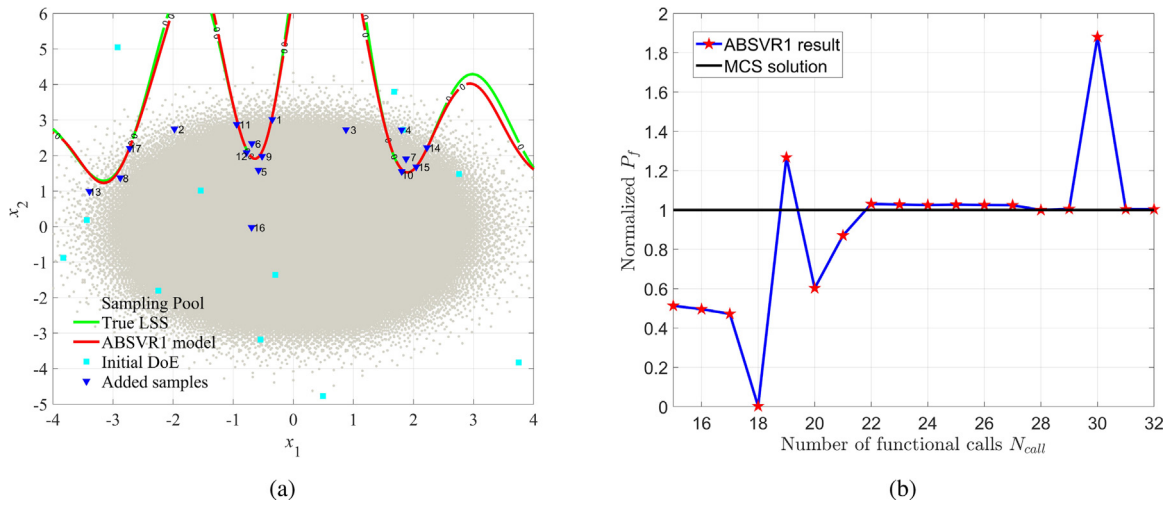 6
5
4
3
2
1
0
-1
-2
-3
-4
-5
-4 -3 -2 -1 0 1 2 3 4
x2
x1
0 0 0 0 0 0 0
1
2
3
4
5
6
7
8
9
10
11
12
13
14
15
16
17
Sampling Pool
True LSS
ABSVR1 model
Initial DoE
Added samples
(a)
2
1.8
1.6
1.4
1.2
1
0.8
0.6
0.4
0.2
0
Normalized Pf
ABSVR1 result
MCS solution
16 18 20 22 24 26 28 30 32
Number of functional calls Ncall
(b)